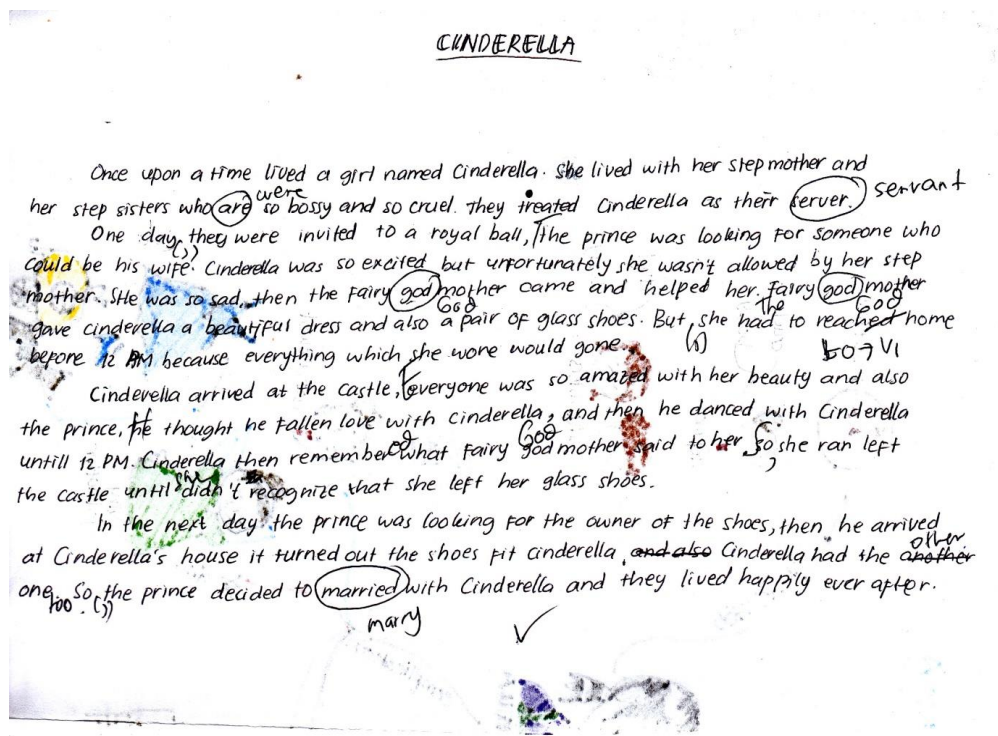 CINDERELLA
Once upon a time lived a girl named Cinderella. She lived with her step mother and
were
her step sisters who are so bossy and so cruel. They treated Cinderella as their server. servant
One day, they were invited to a royal ball, The prince was looking for someone who
(,)
could be his wife. Cinderella was so excited but unfortunately she wasn't allowed by her step
mother. She was so sad, then the Fairy god mother came and helped her. Fairy god mother
God the God
gave cinderella a beautiful dress and also a pair of glass shoes. But, she had to reached home
(,) to → V1
before 12 PM because everything which she wore would gone.
Cinderella arrived at the castle, Everyone was so amazed with her beauty and also
the prince, He thought he fallen love with Cinderella, and then he danced with Cinderella
ed God
untill 12 PM. Cinderella then remember what Fairy god mother said to her, So she ran left
she
the castle until didn't recognize that she left her glass shoes.
In the next day the prince was looking for the owner of the shoes, then he arrived
other
at Cinderella's house it turned out the shoes fit cinderella, and also Cinderella had the another
one. So, the prince decided to married with Cinderella and they lived happily ever after.
too. (,)
marry